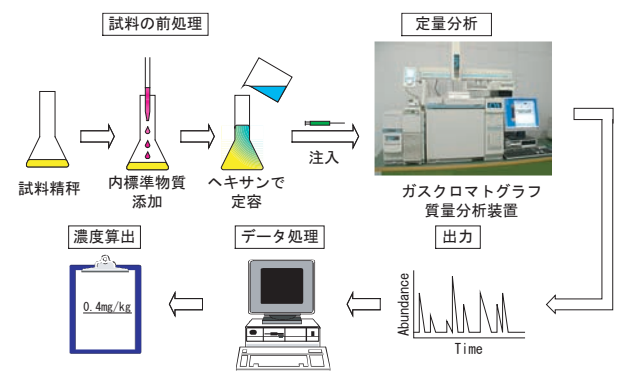 試料の前処理
定量分析
試料精秤
内標準物質
添加
ヘキサンで
定容
注入
ガスクロマトグラフ
質量分析装置
濃度算出
データ処理
出力
0.4mg/kg
Abundance
Time